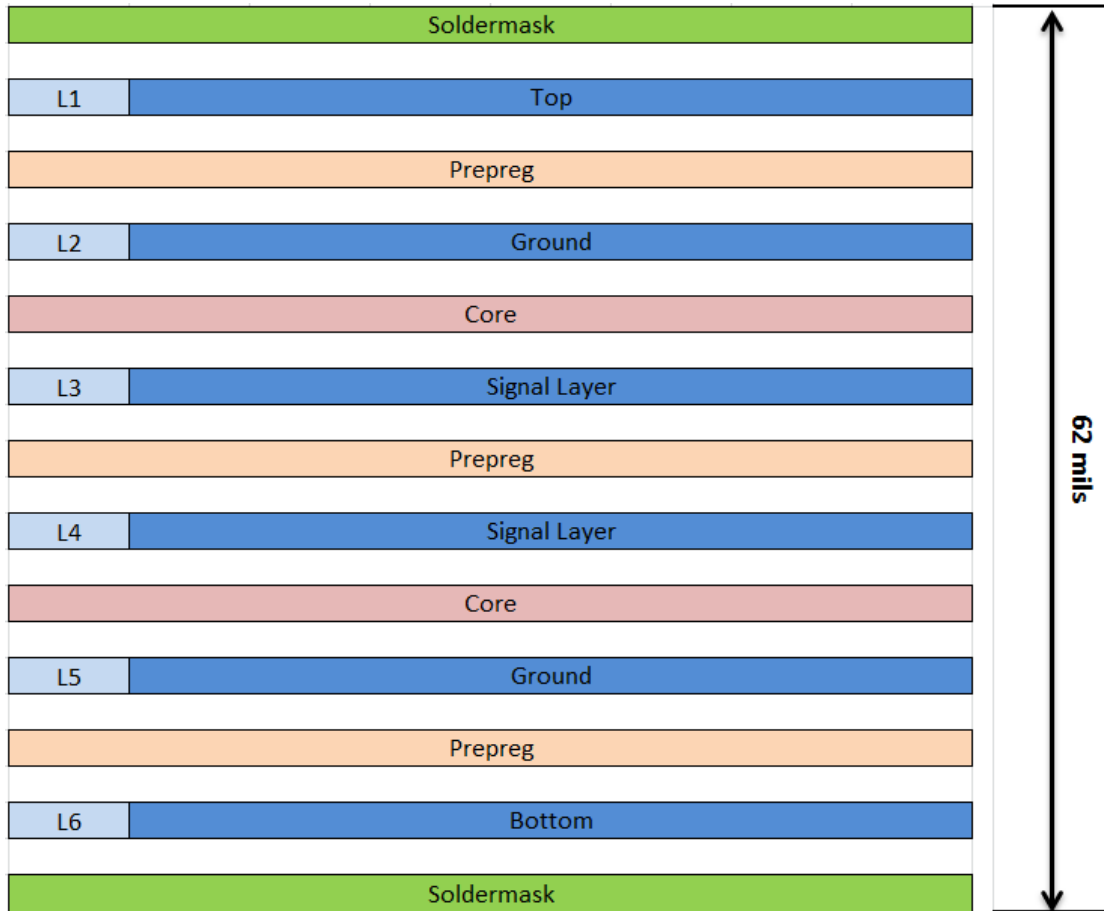 Soldermask
L1 Top
Prepreg
L2 Ground
Core
L3 Signal Layer
Prepreg
L4 Signal Layer
Core
L5 Ground
Prepreg
L6 Bottom
Soldermask
62 mils